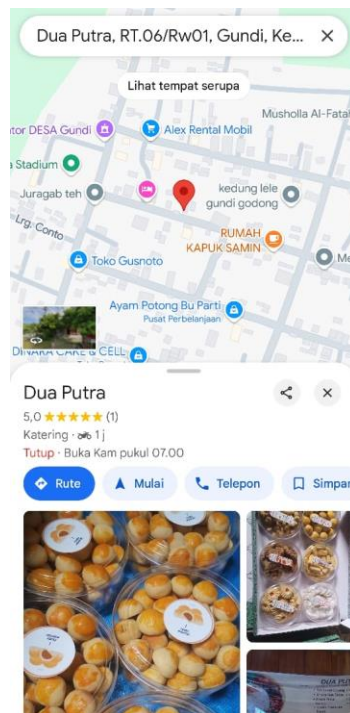 Dua Putra, RT.06/Rw01, Gundi, Ke...
Lihat tempat serupa
Musholla Al-Fatal
tor DESA Gundi
Alex Rental Mobil
Stadium
Juragab teh
kedung lele
gundi godong
RUMAH
KAPUK SAMIN
Lrg. Conto
Me
Toko Gusnoto
Ayam Potong Bu Parti
Pusat Perbelanjaan
DINARA CARE & CELL
Dua Putra
5,0 ★★★★★ (1)
Katering · 1 j
Tutup · Buka Kam pukul 07.00
Rute
Mulai
Telepon
Simpan
DUA PUT